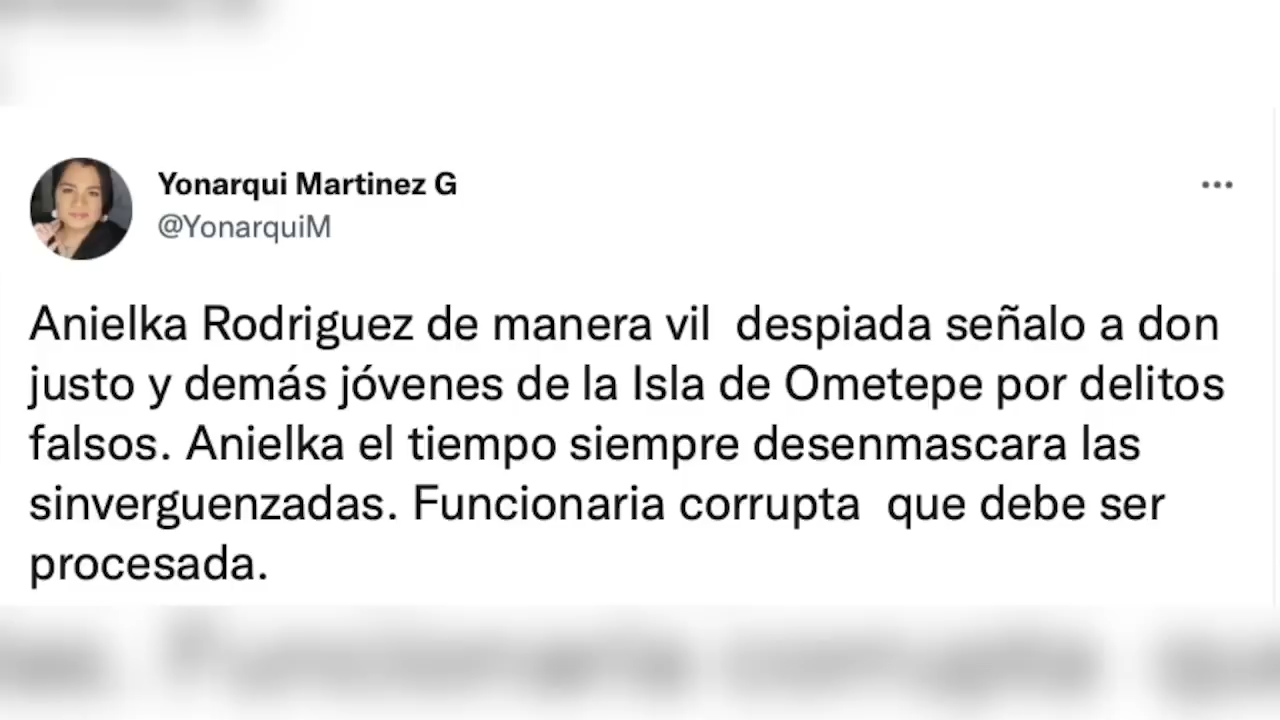 Yonarqui Martinez G
@YonarquiM
Anielka Rodriguez de manera vil despiada señalo a don
justo y demás jóvenes de la Isla de Ometepe por delitos
falsos. Anielka el tiempo siempre desenmascara las
sinverguenzadas. Funcionaria corrupta que debe ser
procesada.